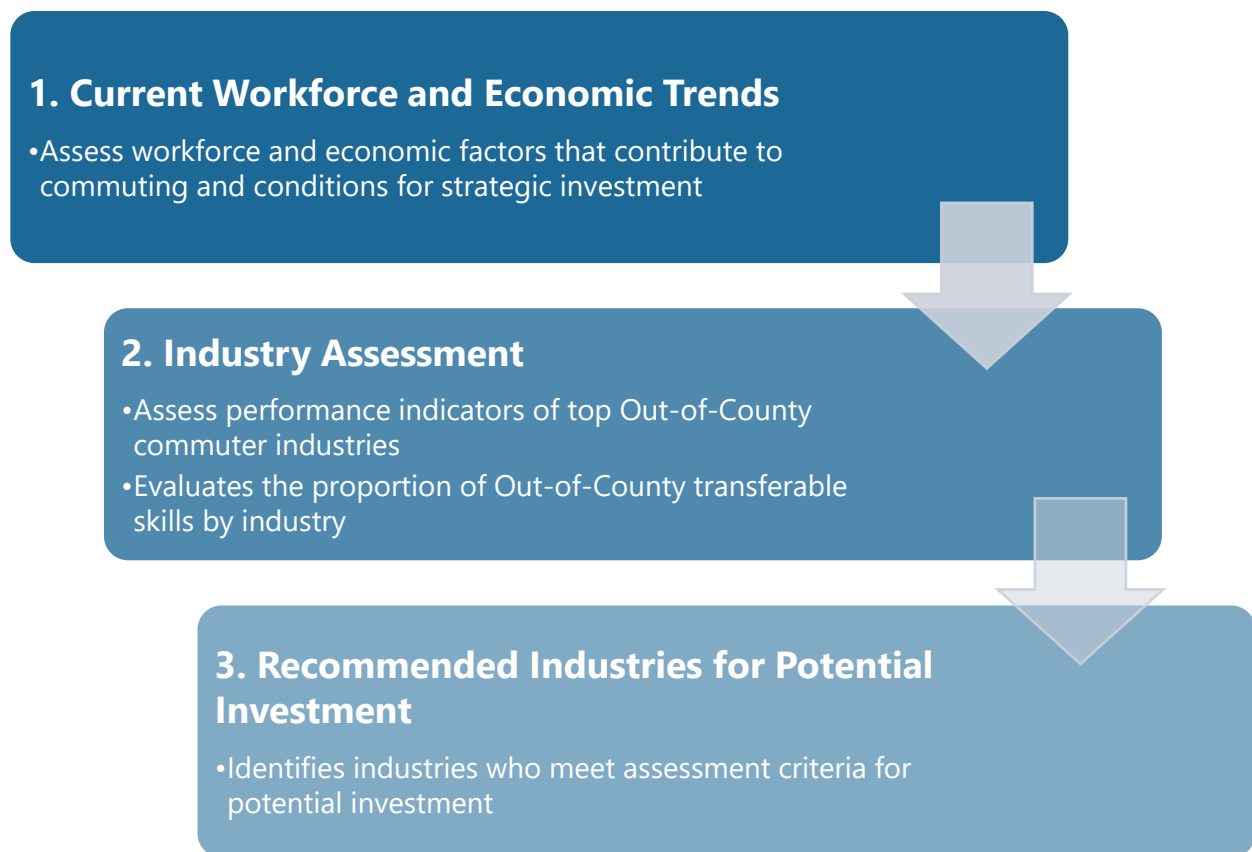 1. Current Workforce and Economic Trends
•Assess workforce and economic factors that contribute to
commuting and conditions for strategic investment
2. Industry Assessment
•Assess performance indicators of top Out-of-County
commuter industries
•Evaluates the proportion of Out-of-County transferable
skills by industry
3. Recommended Industries for Potential
Investment
•Identifies industries who meet assessment criteria for
potential investment